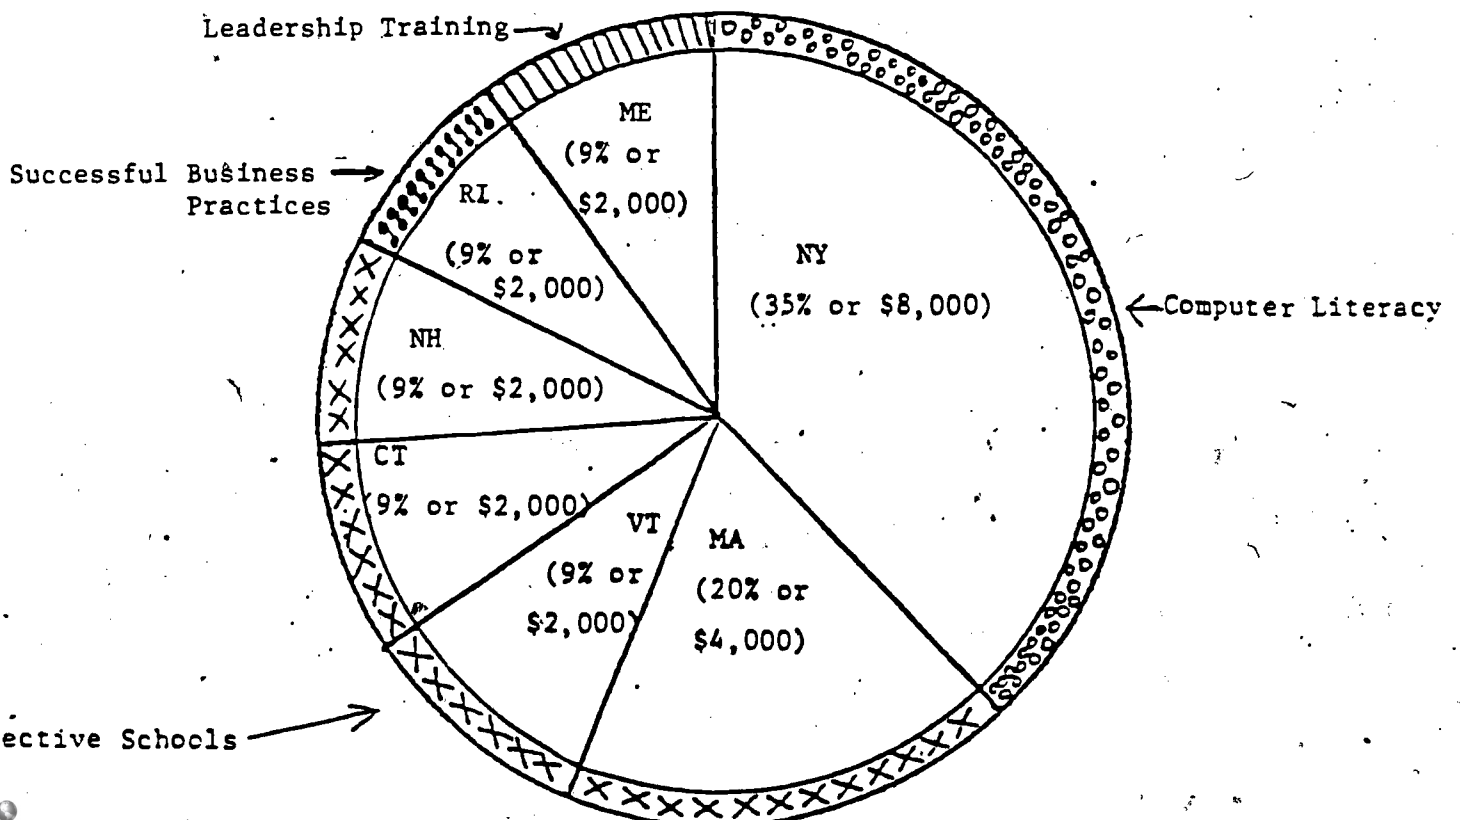 Leadership Training
ME
(9% or
$2,000)
Successful Business
Practices
RI.
(9% or
$2,000)
NY
(35% or $8,000)
Computer Literacy
NH
(9% or $2,000)
CT
(9% or $2,000)
VT
(9% or
$2,000)
MA
(20% or
$4,000)
ective Schools